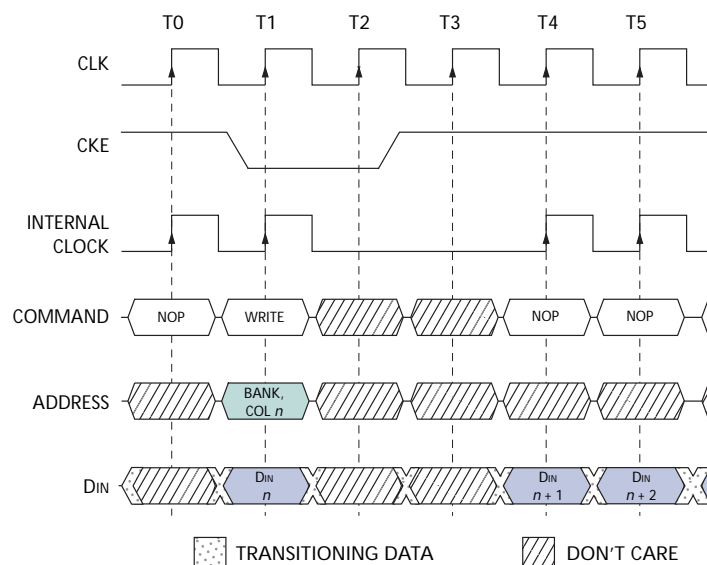 T0 T1 T2 T3 T4 T5
CLK
CKE
INTERNAL
CLOCK
COMMAND NOP WRITE NOP NOP
ADDRESS BANK,
COL n
DIN DIN DIN DIN
n n + 1 n + 2
TRANSITIONING DATA DON'T CARE